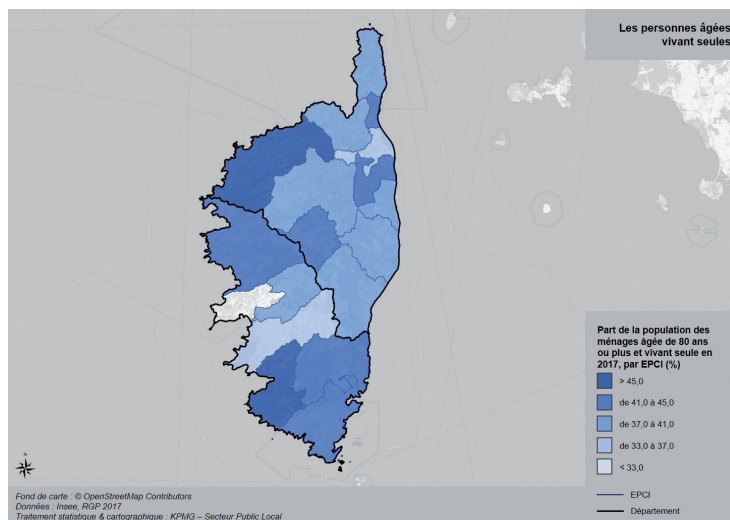 Les personnes âgées
vivant seules
Part de la population des
ménages âgée de 80 ans
ou plus et vivant seule en
2017, par EPCI (%)
> 45,0
de 41,0 à 45,0
de 37,0 à 41,0
de 33,0 à 37,0
< 33,0
EPCI
Département
N
Fond de carte : © OpenStreetMap Contributors
Données : Insee, RGP 2017
Traitement statistique & cartographique : KPMG – Secteur Public Local